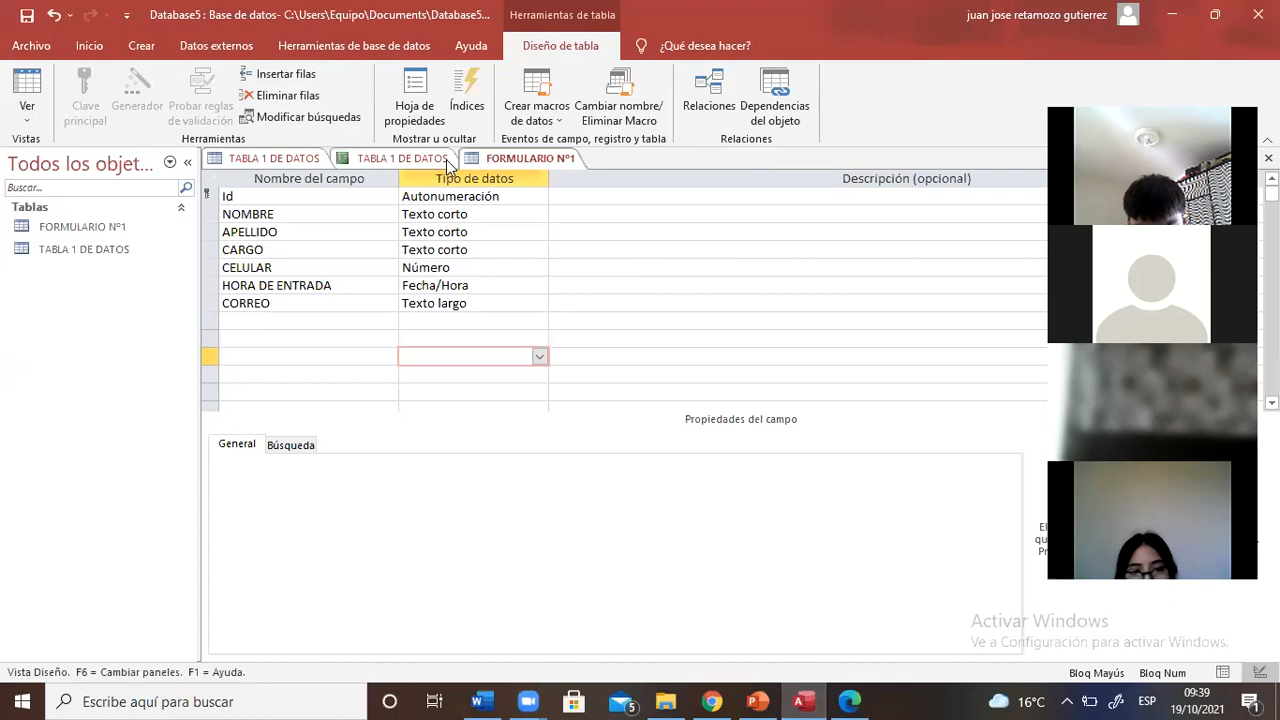 Database5 : Base de datos- C:\Users\Equipo\Documents\Database5...
Herramientas de tabla
juan jose retamozo gutierrez
Archivo
Inicio
Crear
Datos externos
Herramientas de base de datos
Ayuda
Diseño de tabla
¿Qué desea hacer?
Ver
Clave principal
Generador
Probar reglas de validación
Insertar filas
Eliminar filas
Modificar búsquedas
Hoja de propiedades
Índices
Crear macros de datos
Cambiar nombre/ Eliminar Macro
Relaciones
Dependencias del objeto
Vistas
Herramientas
Mostrar u ocultar
Eventos de campo, registro y tabla
Relaciones
Todos los objet...
Buscar...
Tablas
FORMULARIO Nº1
TABLA 1 DE DATOS
TABLA 1 DE DATOS
TABLA 1 DE DATOS
FORMULARIO Nº1
Nombre del campo Tipo de datos Descripción (opcional)
Id Autonumeración
NOMBRE Texto corto
APELLIDO Texto corto
CARGO Texto corto
CELULAR Número
HORA DE ENTRADA Fecha/Hora
CORREO Texto largo
Propiedades del campo
General Búsqueda
El
qu
Pr
Activar Windows
Ve a Configuración para activar Windows.
Vista Diseño. F6 = Cambiar paneles. F1 = Ayuda.
Bloq Mayús
Bloq Num
Escribe aquí para buscar
5
16°C
ESP
09:39
19/10/2021
1